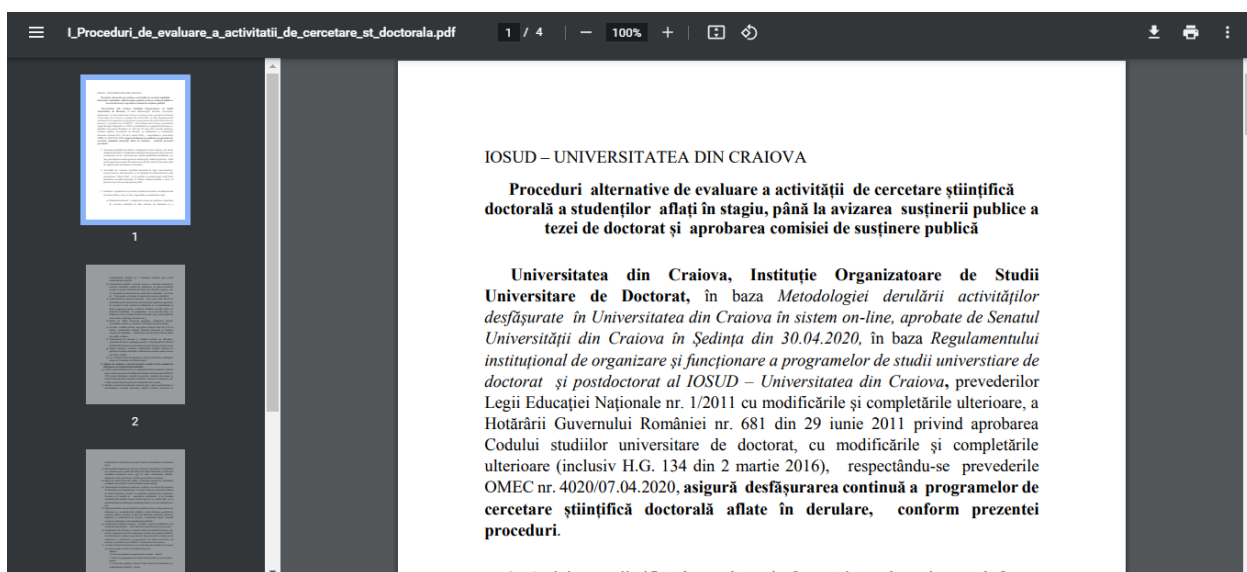 I_Proceduri_de_evaluare_a_activitatii_de_cercetare_st_doctorala.pdf
1 / 4
100%
1
2
IOSUD – UNIVERSITATEA DIN CRAIOVA
Proceduri alternative de evaluare a activității de cercetare științifică
doctorală a studenților aflați în stagiu, până la avizarea susținerii publice a
tezei de doctorat și aprobarea comisiei de susținere publică
Universitatea din Craiova, Instituție Organizatoare de Studii
Universitare de Doctorat, în baza Metodologiei derulării activităților
desfășurate în Universitatea din Craiova în sistem on-line, aprobate de Senatul
Universității din Craiova în Ședința din 30.04.2020, în baza Regulamentului
instituțional de organizare și funcționare a programelor de studii universtiare de
doctorat și postdoctorat al IOSUD – Universitatea din Craiova, prevederilor
Legii Educației Naționale nr. 1/2011 cu modificările și completările ulterioare, a
Hotărârii Guvernului României nr. 681 din 29 iunie 2011 privind aprobarea
Codului studiilor universitare de doctorat, cu modificările și completările
ulterioare (inclusiv H.G. 134 din 2 martie 2016), respectându-se prevederile
OMEC nr. 4020/07.04.2020, asigură desfășurarea continuă a programelor de
cercetare științifică doctorală aflate în derulare, conform prezentei
proceduri.